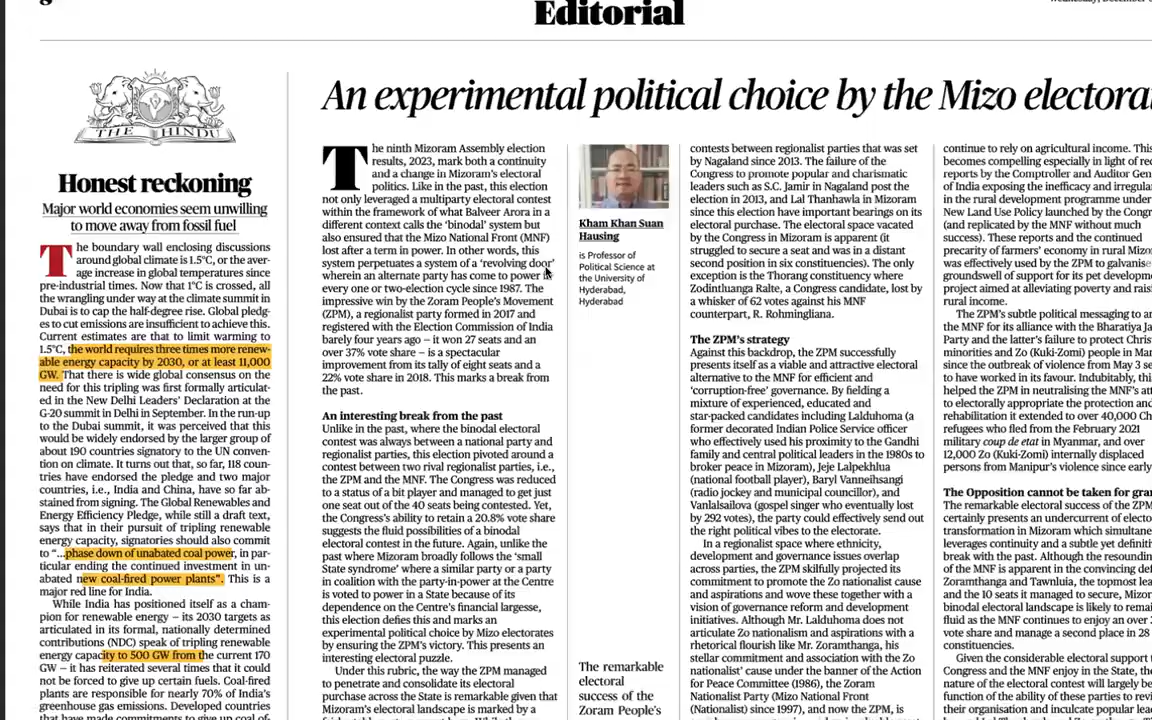 Editorial
THE HINDU
Honest reckoning
Major world economies seem unwilling
to move away from fossil fuel
The boundary wall enclosing discussions
around global climate is 1.5°C, or the aver-
age increase in global temperatures since
pre-industrial times. Now that 1°C is crossed, all
the wrangling under way at the climate summit in
Dubai is to cap the half-degree rise. Global pledg-
es to cut emissions are insufficient to achieve this.
Current estimates are that to limit warming to
1.5°C, the world requires three times more renew-
able energy capacity by 2030, or at least 11,000
GW. That there is wide global consensus on the
need for this tripling was first formally articulat-
ed in the New Delhi Leaders' Declaration at the
G-20 summit in Delhi in September. In the run-up
to the Dubai summit, it was perceived that this
would be widely endorsed by the larger group of
about 190 countries signatory to the UN conven-
tion on climate. It turns out that, so far, 118 coun-
tries have endorsed the pledge and two major
countries, i.e., India and China, have so far ab-
stained from signing. The Global Renewables and
Energy Efficiency Pledge, while still a draft text,
says that in their pursuit of tripling renewable
energy capacity, signatories should also commit
to “...phase down of unabated coal power, in par-
ticular ending the continued investment in un-
abated new coal-fired power plants”. This is a
major red line for India.
While India has positioned itself as a cham-
pion for renewable energy – its 2030 targets as
articulated in its formal, nationally determined
contributions (NDC) speak of tripling renewable
energy capacity to 500 GW from the current 170
GW – it has reiterated several times that it could
not be forced to give up certain fuels. Coal-fired
plants are responsible for nearly 70% of India's
greenhouse gas emissions. Developed countries
that have made commitments to give up coal of-
An experimental political choice by the Mizo electora
The ninth Mizoram Assembly election
results, 2023, mark both a continuity
and a change in Mizoram's electoral
politics. Like in the past, this election
not only leveraged a multiparty electoral contest
within the framework of what Balveer Arora in a
different context calls the 'binodal' system but
also ensured that the Mizo National Front (MNF)
lost after a term in power. In other words, this
system perpetuates a system of a 'revolving door'
wherein an alternate party has come to power in
every one or two-election cycle since 1987. The
impressive win by the Zoram People's Movement
(ZPM), a regionalist party formed in 2017 and
registered with the Election Commission of India
barely four years ago – it won 27 seats and an
over 37% vote share – is a spectacular
improvement from its tally of eight seats and a
22% vote share in 2018. This marks a break from
the past.
An interesting break from the past
Unlike in the past, where the binodal electoral
contest was always between a national party and
regionalist parties, this election pivoted around a
contest between two rival regionalist parties, i.e.,
the ZPM and the MNF. The Congress was reduced
to a status of a bit player and managed to get just
one seat out of the 40 seats being contested. Yet,
the Congress's ability to retain a 20.8% vote share
suggests the fluid possibilities of a binodal
electoral contest in the future. Again, unlike the
past where Mizoram broadly follows the 'small
State syndrome' where a similar party or a party
in coalition with the party-in-power at the Centre
is voted to power in a State because of its
dependence on the Centre's financial largesse,
this election defies this and marks an
experimental political choice by Mizo electorates
by ensuring the ZPM's victory. This presents an
interesting electoral puzzle.
Under this rubric, the way the ZPM managed
to penetrate and consolidate its electoral
purchase across the State is remarkable given that
Mizoram's electoral landscape is marked by a
Kham Khan Suan
Hausing
is Professor of
Political Science at
the University of
Hyderabad,
Hyderabad
The remarkable
electoral
success of the
Zoram People's
contests between regionalist parties that was set
by Nagaland since 2013. The failure of the
Congress to promote popular and charismatic
leaders such as S.C. Jamir in Nagaland post the
election in 2013, and Lal Thanhawla in Mizoram
since this election have important bearings on its
electoral purchase. The electoral space vacated
by the Congress in Mizoram is apparent (it
struggled to secure a seat and was in a distant
second position in six constituencies). The only
exception is the Thorang constituency where
Zodintluanga Ralte, a Congress candidate, lost by
a whisker of 62 votes against his MNF
counterpart, R. Rohmingliana.
The ZPM's strategy
Against this backdrop, the ZPM successfully
presents itself as a viable and attractive electoral
alternative to the MNF for efficient and
'corruption-free' governance. By fielding a
mixture of experienced, educated and
star-packed candidates including Lalduhoma (a
former decorated Indian Police Service officer
who effectively used his proximity to the Gandhi
family and central political leaders in the 1980s to
broker peace in Mizoram), Jeje Lalpekhlua
(national football player), Baryl Vanneihsangi
(radio jockey and municipal councillor), and
Vanlalsailova (gospel singer who eventually lost
by 292 votes), the party could effectively send out
the right political vibes to the electorate.
In a regionalist space where ethnicity,
development and governance issues overlap
across parties, the ZPM skilfully projected its
commitment to promote the Zo nationalist cause
and aspirations and wove these together with a
vision of governance reform and development
initiatives. Although Mr. Lalduhoma does not
articulate Zo nationalism and aspirations with a
rhetorical flourish like Mr. Zoramthanga, his
stellar commitment and association with the Zo
nationalist' cause under the banner of the Action
for Peace Committee (1986), the Zoram
Nationalist Party (Mizo National Front
(Nationalist) since 1997), and now the ZPM, is
continue to rely on agricultural income. This
becomes compelling especially in light of rec
reports by the Comptroller and Auditor Gen
of India exposing the inefficacy and irregular
in the rural development programme under
New Land Use Policy launched by the Congr
(and replicated by the MNF without much
success). These reports and the continued
precarity of farmers' economy in rural Mizo
was effectively used by the ZPM to galvanise
groundswell of support for its pet developm
project aimed at alleviating poverty and rais
rural income.
The ZPM's subtle political messaging to ar
the MNF for its alliance with the Bharatiya Ja
Party and the latter's failure to protect Chris
minorities and Zo (Kuki-Zomi) people in Man
since the outbreak of violence from May 3 se
to have worked in its favour. Indubitably, thi
helped the ZPM in neutralising the MNF's att
to electorally appropriate the protection and
rehabilitation it extended to over 40,000 Ch
refugees who fled from the February 2021
military coup de etat in Myanmar, and over
12,000 Zo (Kuki-Zomi) internally displaced
persons from Manipur's violence since early
The Opposition cannot be taken for gran
The remarkable electoral success of the ZPM
certainly presents an undercurrent of electo
transformation in Mizoram which simultane
leverages continuity and a subtle yet definiti
break with the past. Although the resoundin
of the MNF is apparent in the convincing def
Zoramthanga and Tawnluia, the topmost lea
and the 10 seats it managed to secure, Mizor
binodal electoral landscape is likely to remai
fluid as the MNF continues to enjoy an over 3
vote share and manage a second place in 28
constituencies.
Given the considerable electoral support t
Congress and the MNF enjoy in the State, the
nature of the electoral contest will largely be
function of the ability of these parties to revi
their organisation and inculcate popular lead